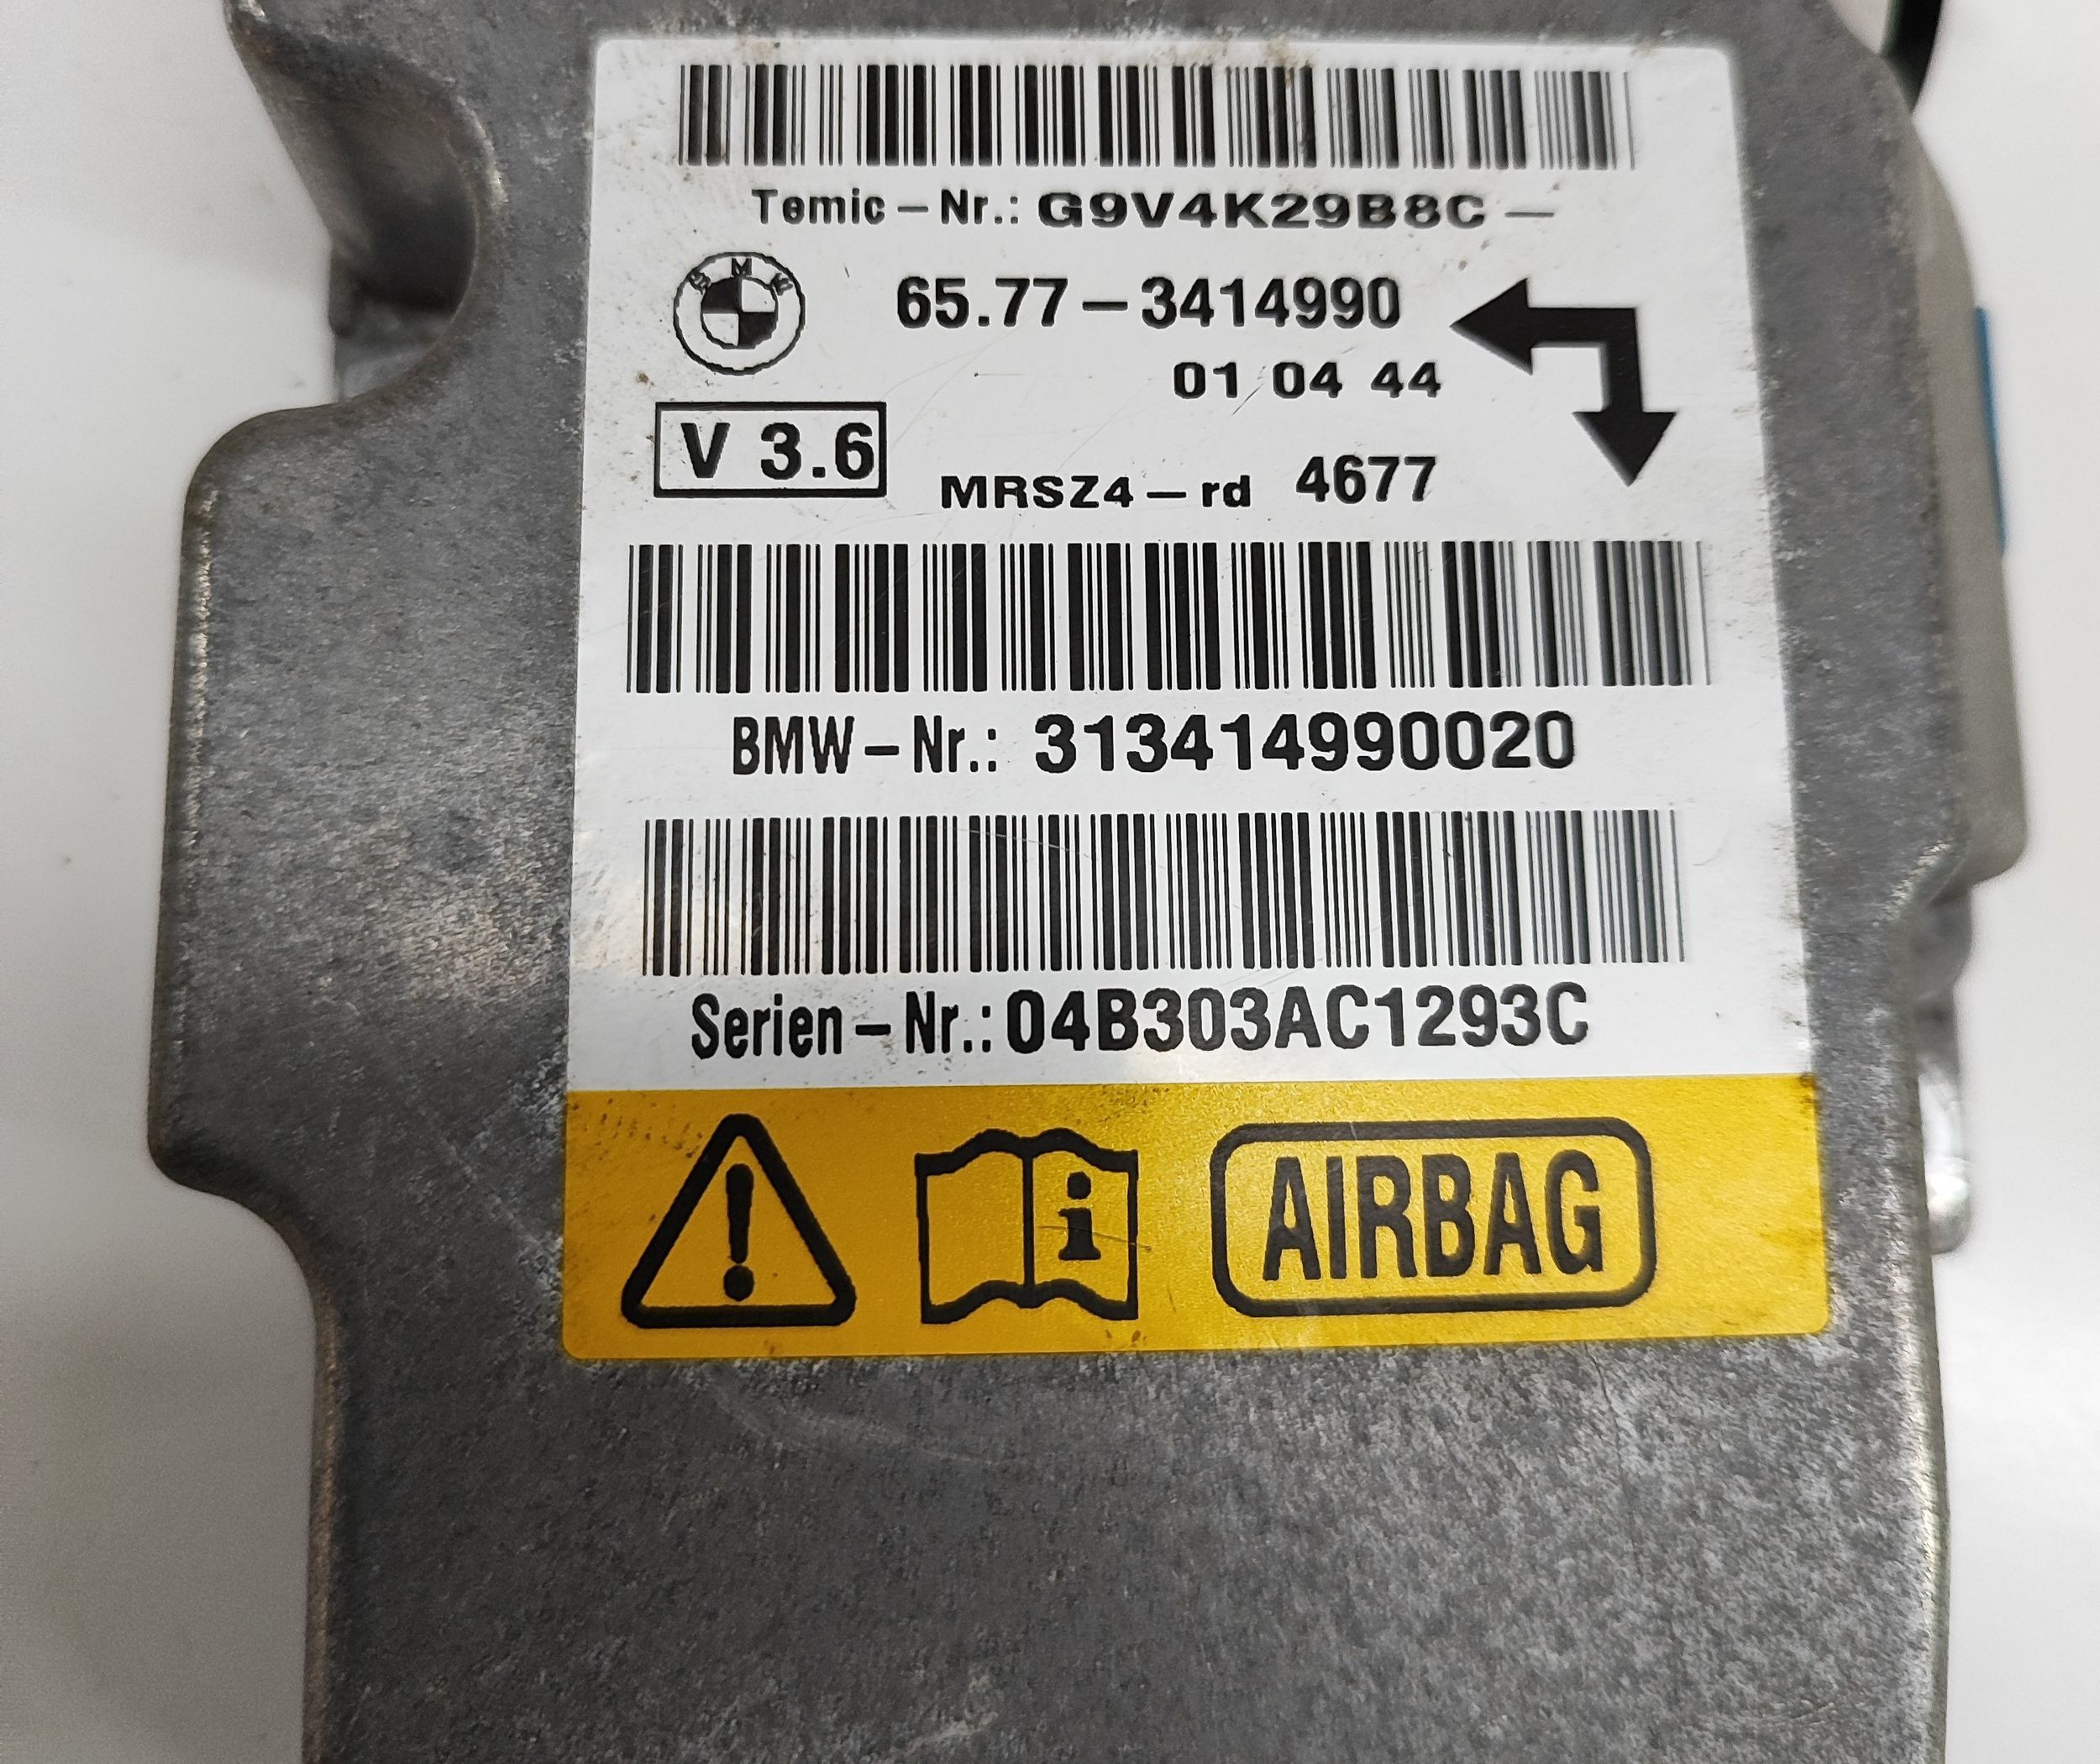 Temic-Nr.: G9V4K29B8C-
BMW
65.77-3414990
01 04 44
V 3.6
MRSZ4-rd 4677
BMW-Nr.: 313414990020
Serien-Nr.: 04B303AC1293C
i
AIRBAG